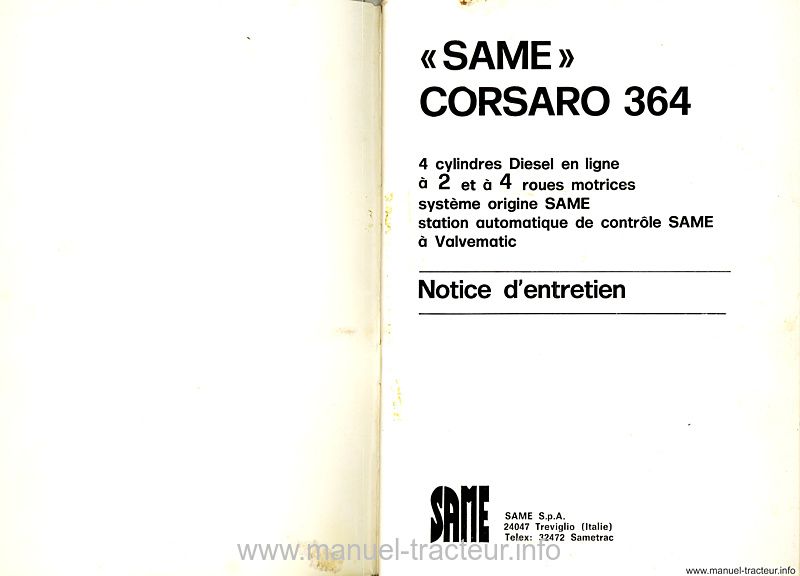 « SAME »
CORSARO 364
4 cylindres Diesel en ligne
à 2 et à 4 roues motrices
système origine SAME
station automatique de contrôle SAME
à Valvematic
Notice d'entretien
SAME
SAME S.p.A.
24047 Treviglio (Italie)
Telex: 32472 Sametrac
www.manuel-tracteur.info
www.manuel-tracteur.info